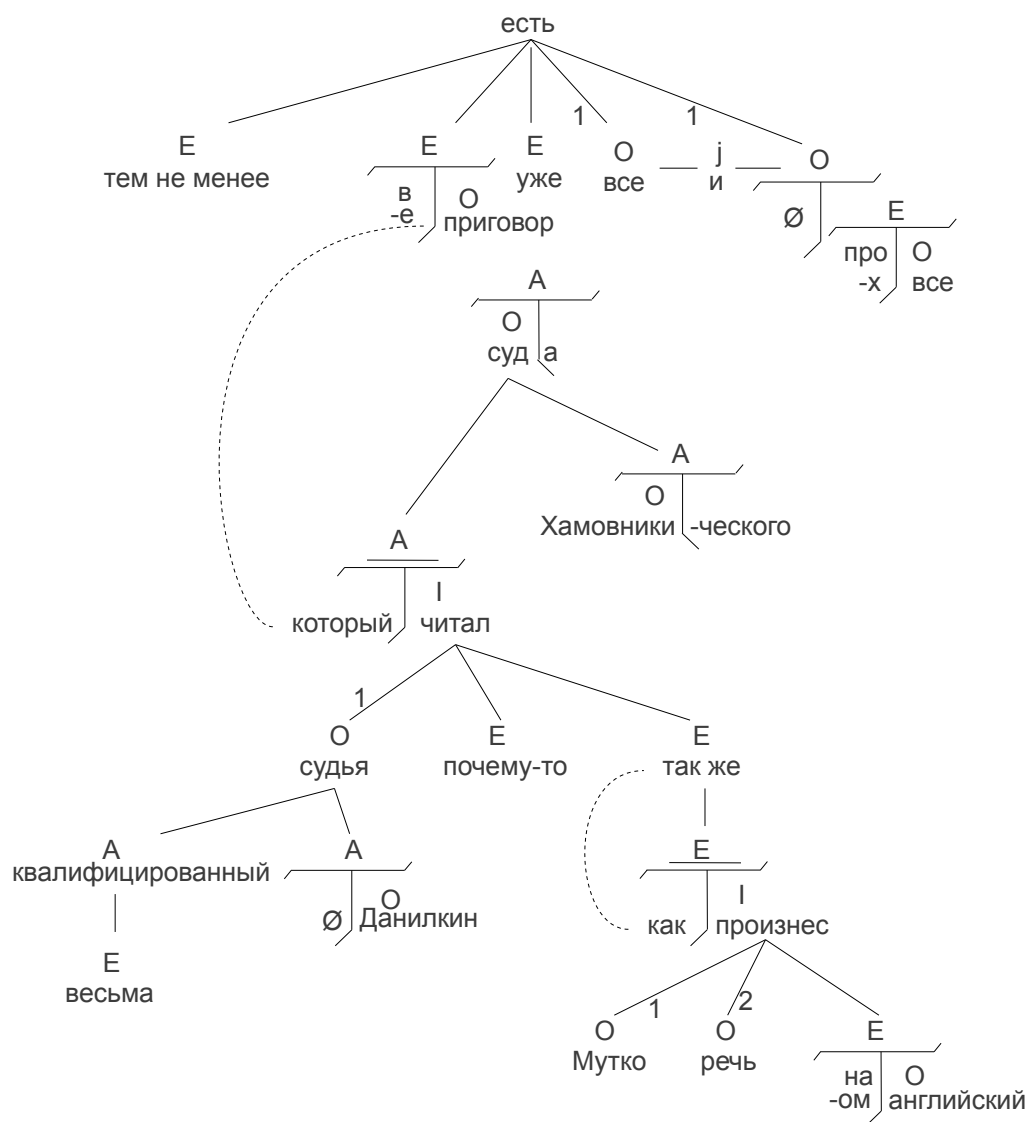 есть
1 1
Е Е Е О j О
тем не менее уже все и
в О
-е приговор
Ø Е
про О
-х все
А
О
суд а
А
О
Хамовники -ческого
А
I
который читал
1
О Е Е
судья почему-то так же
А А Е
квалифицированный
О I
Ø Данилкин как произнес
Е
весьма
1 2
О О Е
Мутко речь
на О
-ом английский